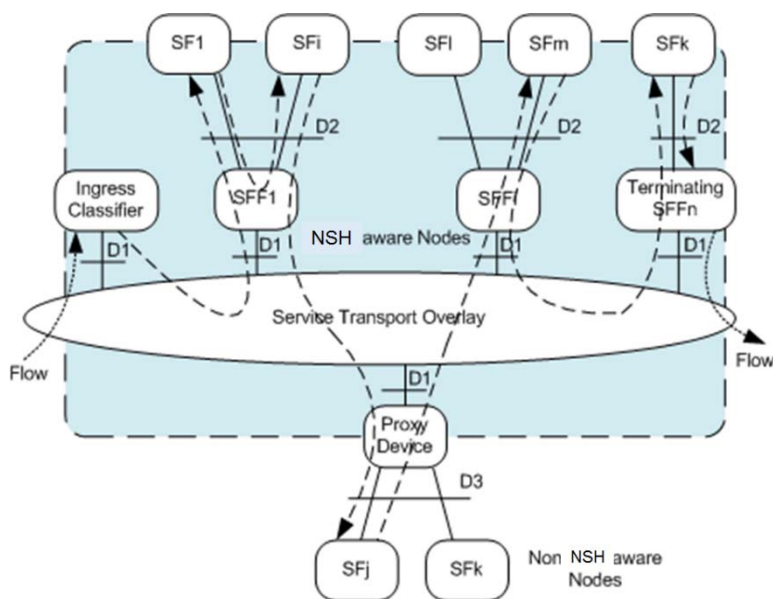 SF1
SFi
SFl
SFm
SFk
D2
D2
D2
Ingress
Classifier
SFF1
SFFi
Terminating
SFFn
D1
D1
NSH aware Nodes
D1
D1
Service Transport Overlay
Flow
Flow
D1
Proxy
Device
D3
SFj
SFk
Non NSH aware
Nodes